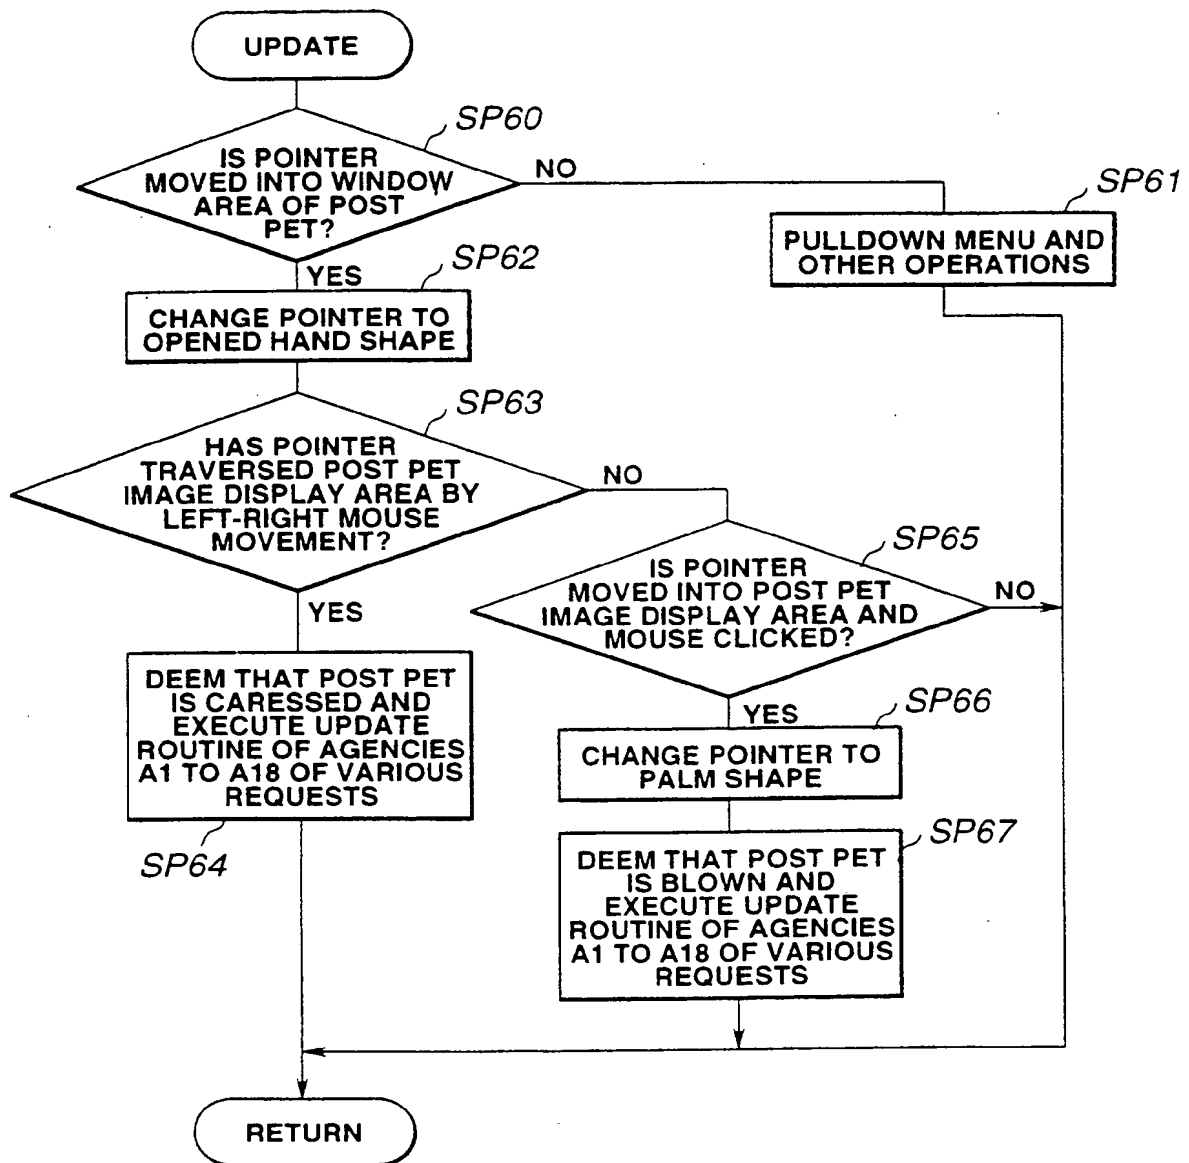 UPDATE
SP60
IS POINTER
MOVED INTO WINDOW
AREA OF POST
PET?
NO
SP61
PULLDOWN MENU AND
OTHER OPERATIONS
YES
SP62
CHANGE POINTER TO
OPENED HAND SHAPE
SP63
HAS POINTER
TRAVERSED POST PET
IMAGE DISPLAY AREA BY
LEFT-RIGHT MOUSE
MOVEMENT?
NO
SP65
IS POINTER
MOVED INTO POST PET
IMAGE DISPLAY AREA AND
MOUSE CLICKED?
NO
YES
DEEM THAT POST PET
IS CARESSED AND
EXECUTE UPDATE
ROUTINE OF AGENCIES
A1 TO A18 OF VARIOUS
REQUESTS
SP64
YES
SP66
CHANGE POINTER TO
PALM SHAPE
SP67
DEEM THAT POST PET
IS BLOWN AND
EXECUTE UPDATE
ROUTINE OF AGENCIES
A1 TO A18 OF VARIOUS
REQUESTS
RETURN